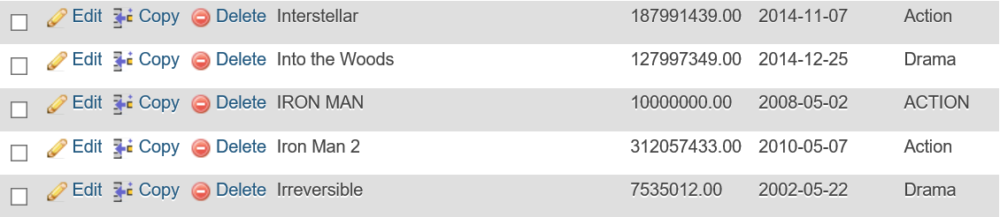 Edit Copy Delete Interstellar 187991439.00 2014-11-07 Action
Edit Copy Delete Into the Woods 127997349.00 2014-12-25 Drama
Edit Copy Delete IRON MAN 10000000.00 2008-05-02 ACTION
Edit Copy Delete Iron Man 2 312057433.00 2010-05-07 Action
Edit Copy Delete Irreversible 7535012.00 2002-05-22 Drama